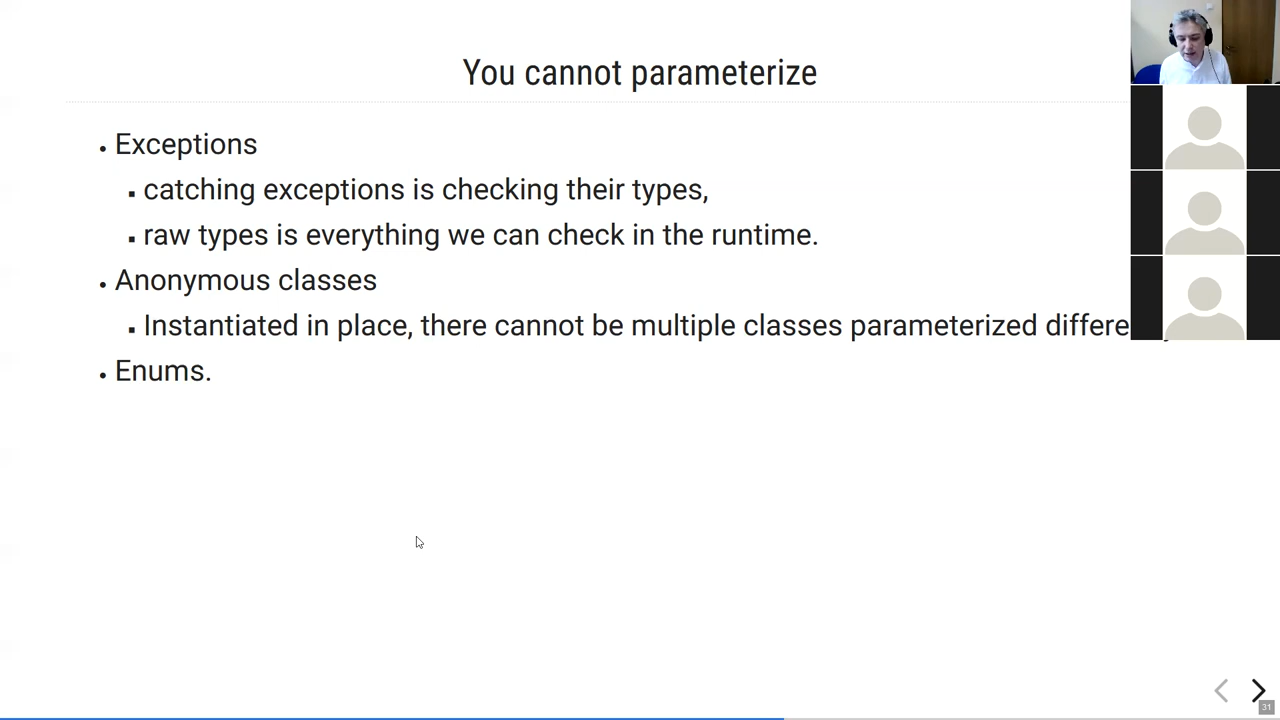 You cannot parameterize
• Exceptions
▪ catching exceptions is checking their types,
▪ raw types is everything we can check in the runtime.
• Anonymous classes
▪ Instantiated in place, there cannot be multiple classes parameterized
• Enums.
31